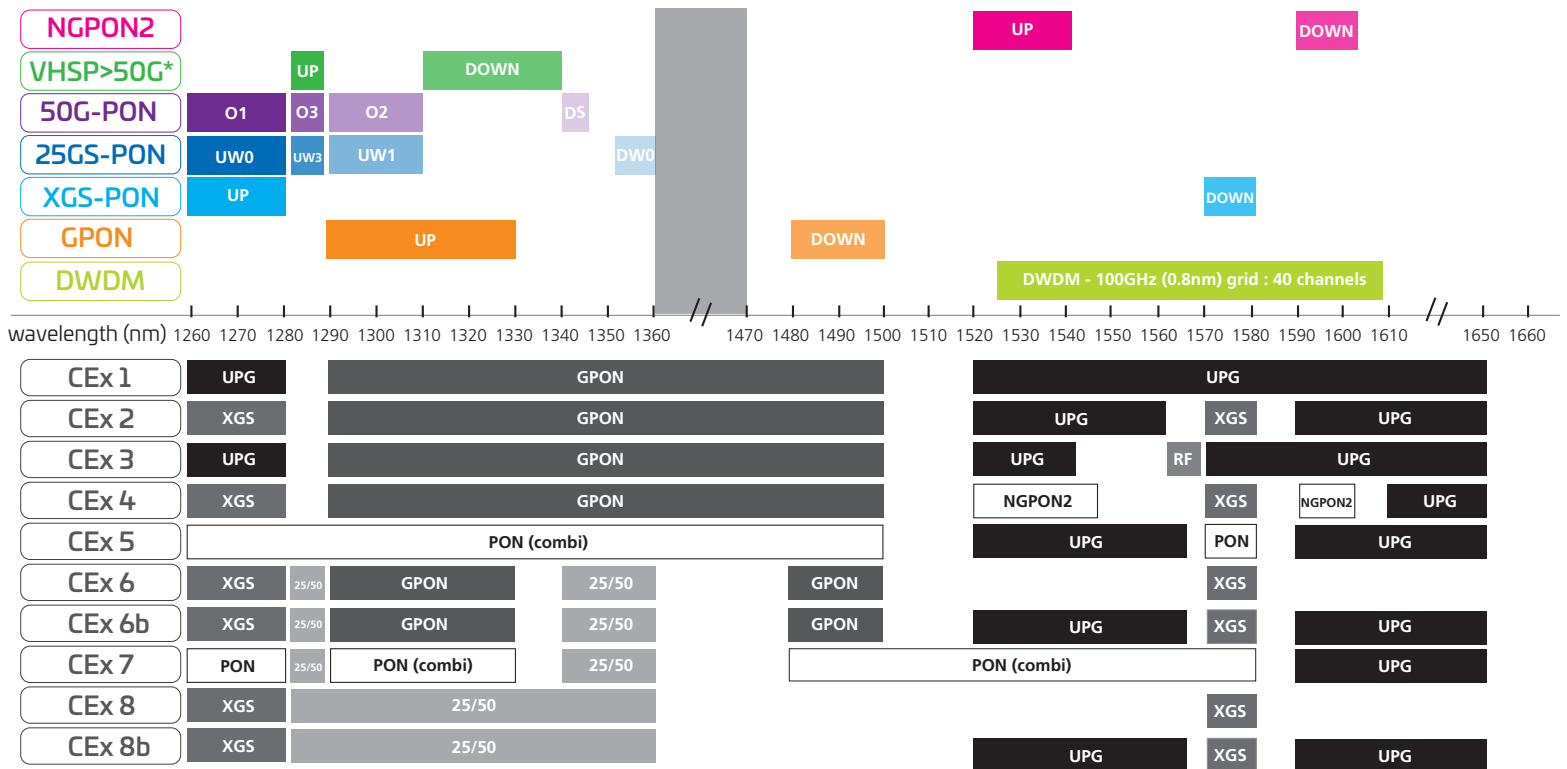 NGPON2 UP DOWN
VHSP>50G* UP DOWN
50G-PON O1 O3 O2 DS
25GS-PON UW0 UW3 UW1 DW0
XGS-PON UP DOWN
GPON UP DOWN
DWDM DWDM - 100GHz (0.8nm) grid : 40 channels
wavelength (nm) 1260 1270 1280 1290 1300 1310 1320 1330 1340 1350 1360 1470 1480 1490 1500 1510 1520 1530 1540 1550 1560 1570 1580 1590 1600 1610 1650 1660
CEx 1 UPG GPON UPG
CEx 2 XGS GPON UPG XGS UPG
CEx 3 UPG GPON UPG RF UPG
CEx 4 XGS GPON NGPON2 XGS NGPON2 UPG
CEx 5 PON (combi) UPG PON UPG
CEx 6 XGS 25/50 GPON 25/50 GPON XGS
CEx 6b XGS 25/50 GPON 25/50 GPON UPG XGS UPG
CEx 7 PON 25/50 PON (combi) 25/50 PON (combi) UPG
CEx 8 XGS 25/50 XGS
CEx 8b XGS 25/50 UPG XGS UPG